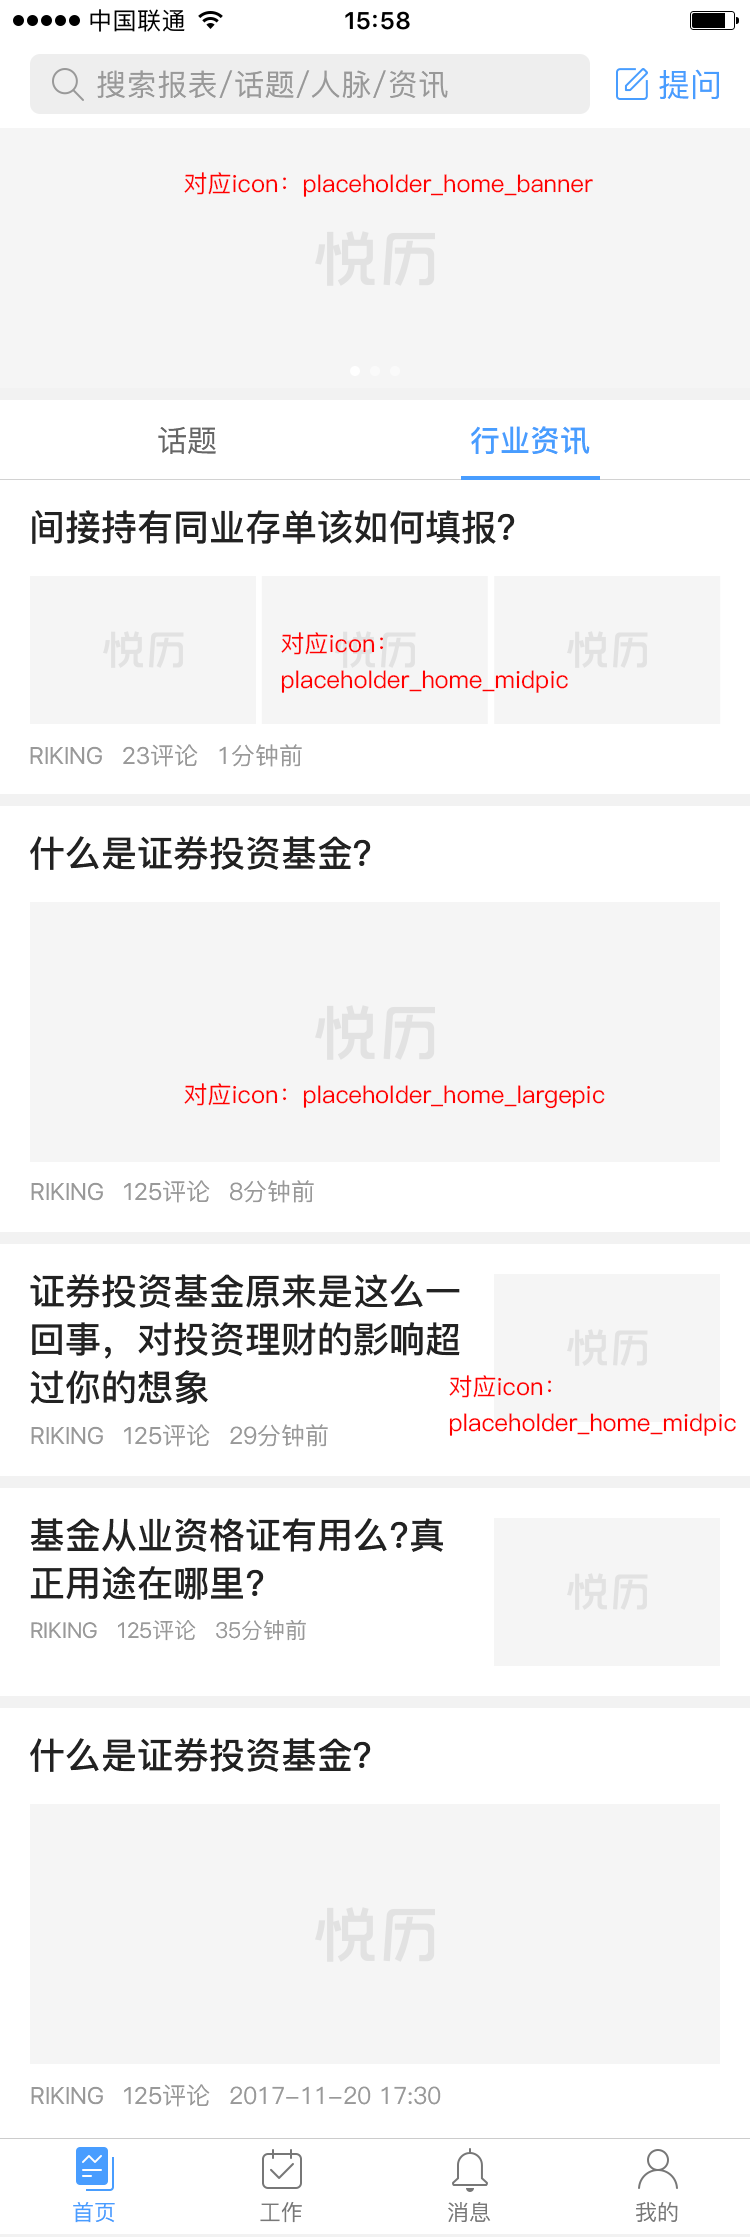 中国联通
15:58
搜索报表/话题/人脉/资讯
提问
对应icon：placeholder_home_banner
悦历
话题
行业资讯
间接持有同业存单该如何填报?
悦历
悦历
悦历
对应icon：
placeholder_home_midpic
RIKING 23评论 1分钟前
什么是证券投资基金?
悦历
对应icon：placeholder_home_largepic
RIKING 125评论 8分钟前
证券投资基金原来是这么一
回事，对投资理财的影响超
过你的想象
悦历
对应icon：
placeholder_home_midpic
RIKING 125评论 29分钟前
基金从业资格证有用么?真
正用途在哪里?
悦历
RIKING 125评论 35分钟前
什么是证券投资基金?
悦历
RIKING 125评论 2017-11-20 17:30
首页
工作
消息
我的